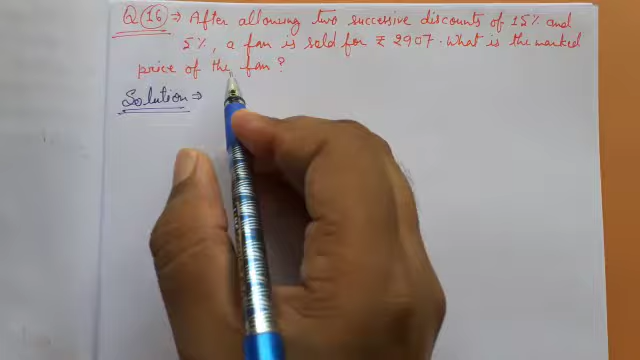 Q(16) ⇒ After allowing two successive discounts of 15% and
5%, a fan is sold for ₹ 2907. What is the marked
price of the fan?
Solution ⇒